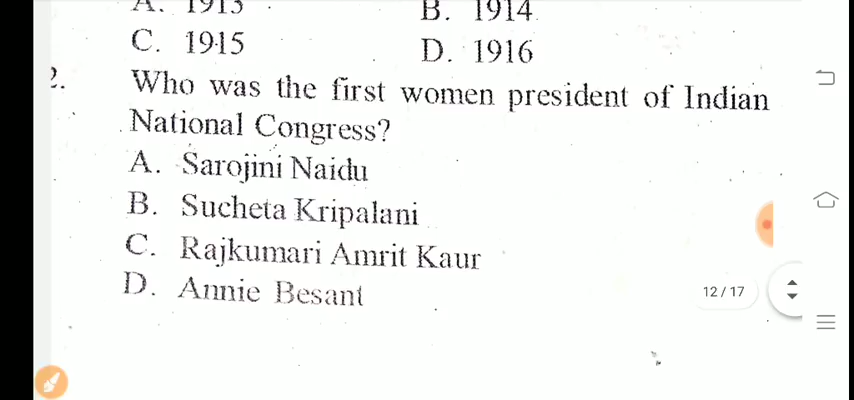 A. 1913
B. 1914
C. 1915
D. 1916
2. Who was the first women president of Indian
National Congress?
A. Sarojini Naidu
B. Sucheta Kripalani
C. Rajkumari Amrit Kaur
D. Annie Besant
12 / 17